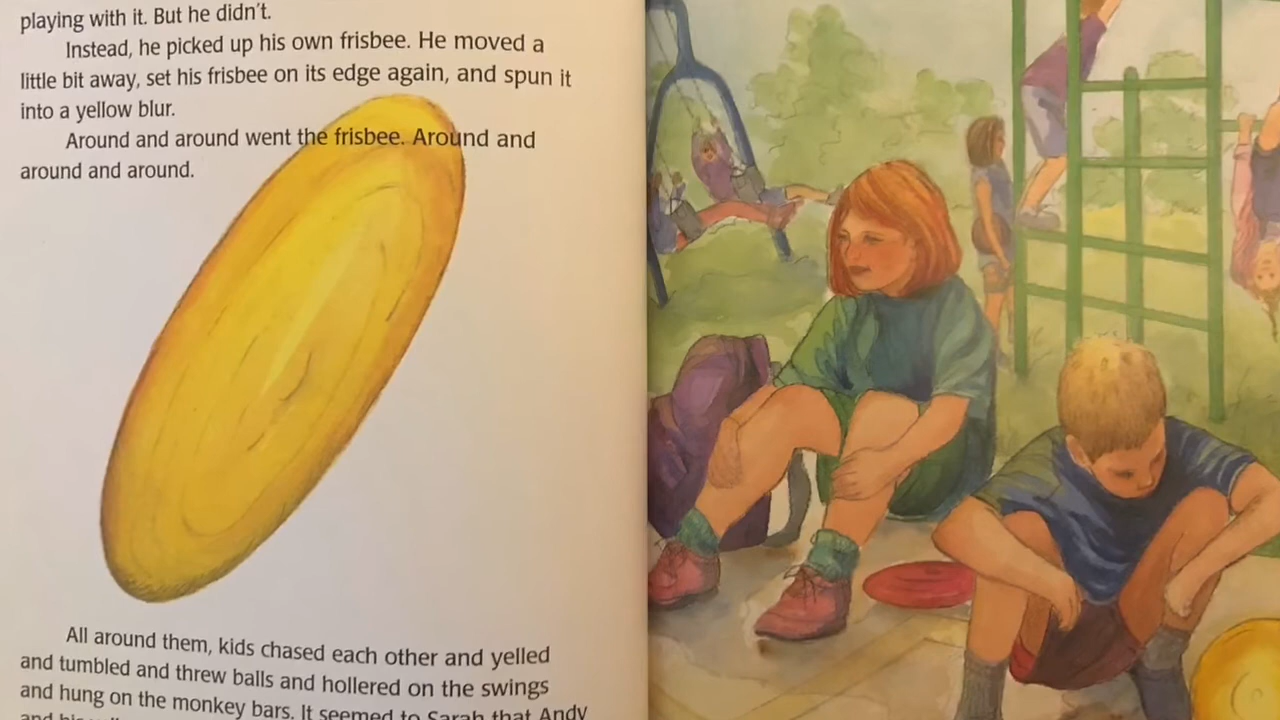 playing with it. But he didn't.
Instead, he picked up his own frisbee. He moved a
little bit away, set his frisbee on its edge again, and spun it
into a yellow blur.
Around and around went the frisbee. Around and
around and around.
All around them, kids chased each other and yelled
and tumbled and threw balls and hollered on the swings
and hung on the monkey bars. It seemed to Sarah that Andy
and his